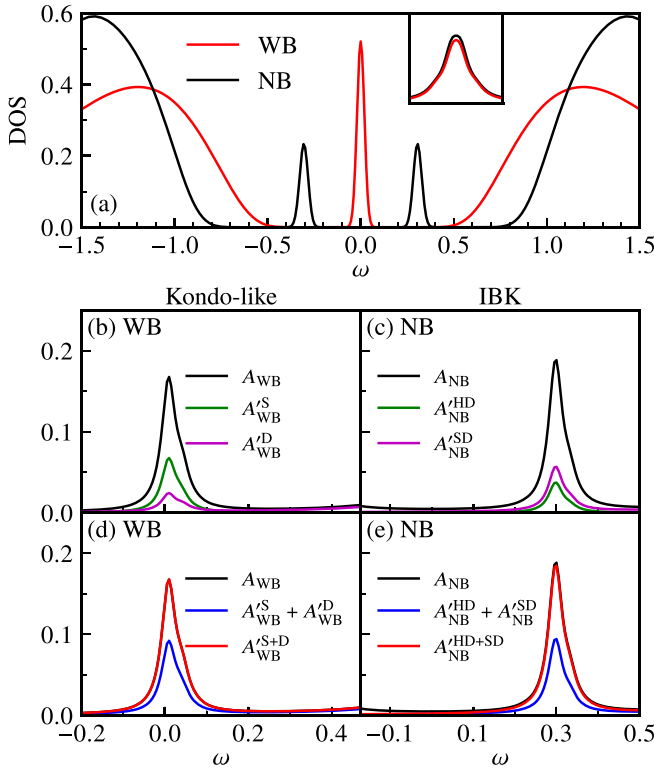 0.6
0.4
0.2
0.0
DOS
WB
NB
(a)
−1.5 −1.0 −0.5 0.0 0.5 1.0 1.5
ω
Kondo-like IBK
(b) WB
0.2
0.1
0.0
A_WB
A′^S_WB
A′^D_WB
(c) NB
A_NB
A′^HD_NB
A′^SD_NB
(d) WB
0.2
0.1
0.0
A_WB
A′^S_WB + A′^D_WB
A′^S+D_WB
−0.2 0.0 0.2 0.4
ω
(e) NB
A_NB
A′^HD_NB + A′^SD_NB
A′^HD+SD_NB
−0.1 0.1 0.3 0.5
ω